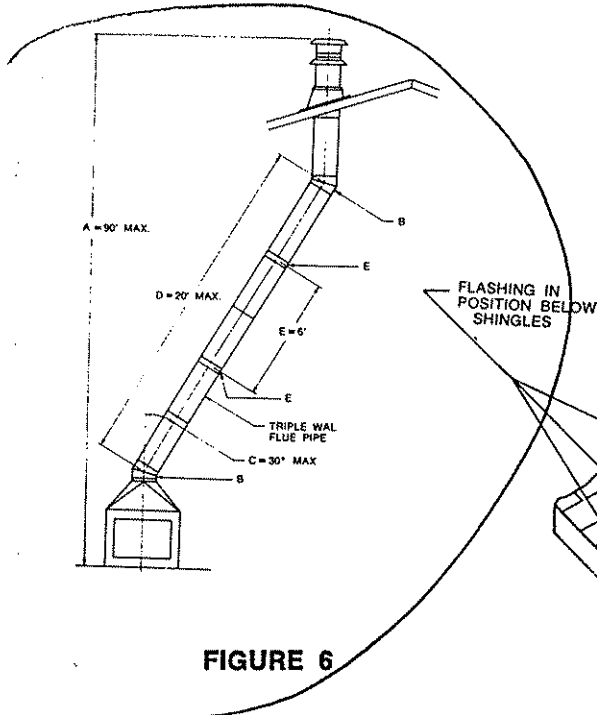 A = 90' MAX.
B
E
D = 20' MAX.
E = 6'
FLASHING IN
POSITION BELOW
SHINGLES
E
TRIPLE WAL
FLUE PIPE
C = 30° MAX
B
FIGURE 6